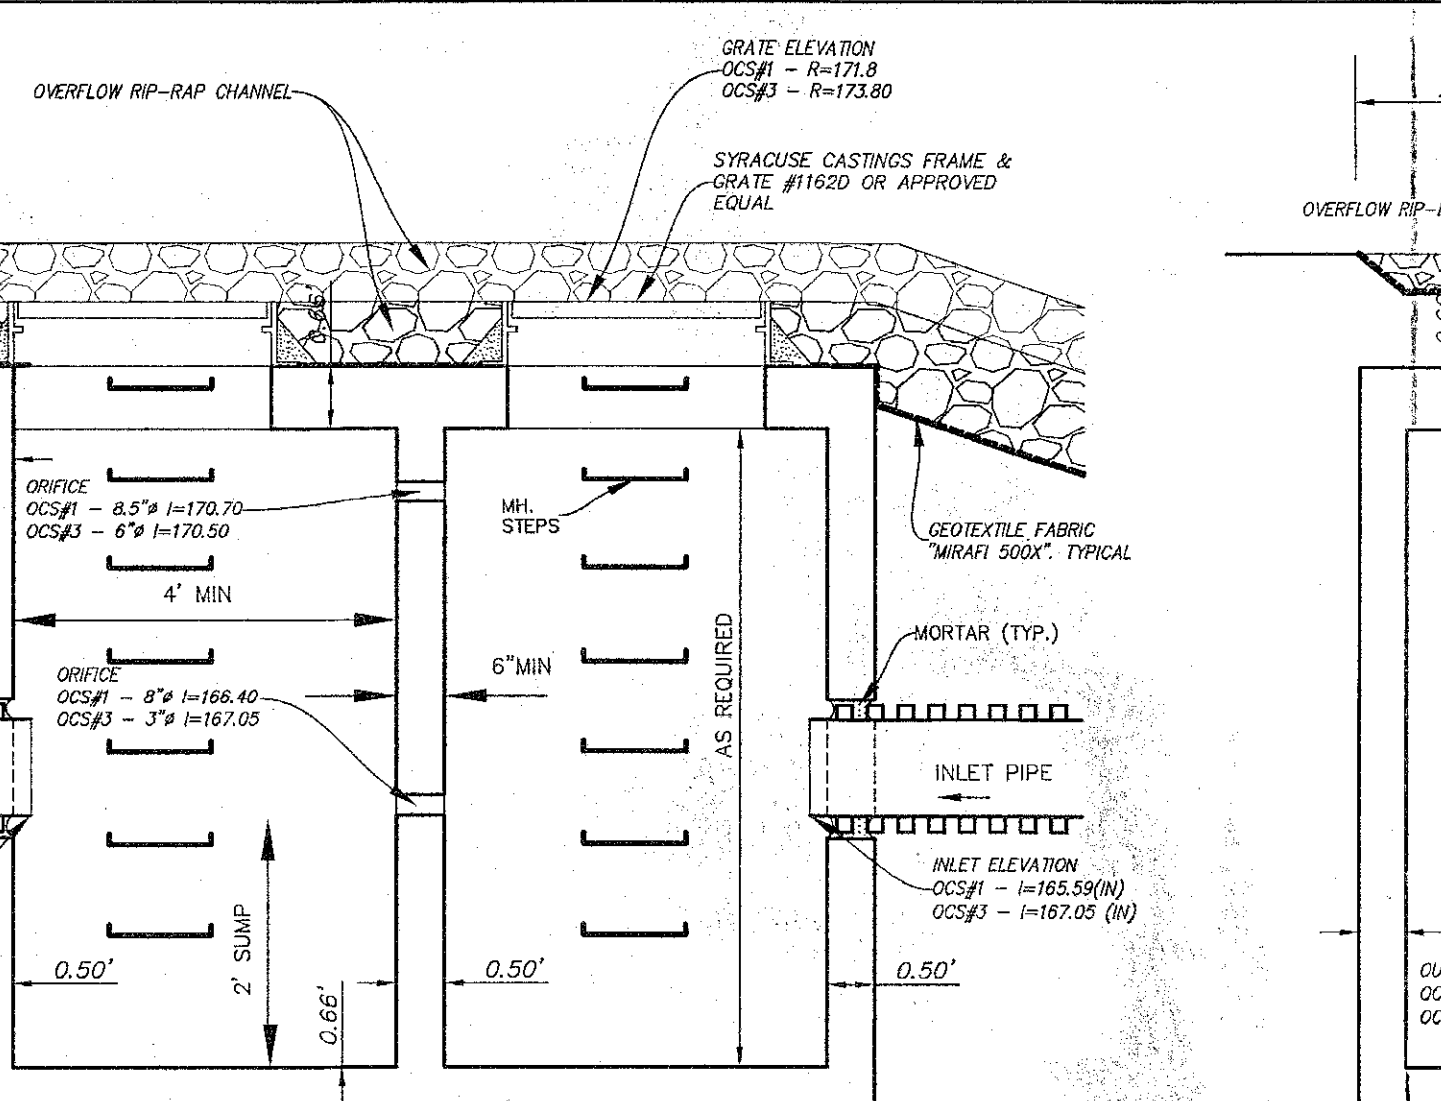 GRATE ELEVATION
OCS#1 - R=171.8
OCS#3 - R=173.80
OVERFLOW RIP-RAP CHANNEL
SYRACUSE CASTINGS FRAME &
GRATE #1162D OR APPROVED
EQUAL
OVERFLOW RIP-
ORIFICE
OCS#1 - 8.5"ø I=170.70
OCS#3 - 6"ø I=170.50
MH.
STEPS
GEOTEXTILE FABRIC
"MIRAFI 500X". TYPICAL
4' MIN
MORTAR (TYP.)
6"MIN
ORIFICE
OCS#1 - 8"ø I=166.40
OCS#3 - 3"ø I=167.05
AS REQUIRED
INLET PIPE
INLET ELEVATION
OCS#1 - I=165.59(IN)
OCS#3 - I=167.05 (IN)
2' SUMP
0.50'
0.66'
0.50'
0.50'
OU
OC
OC